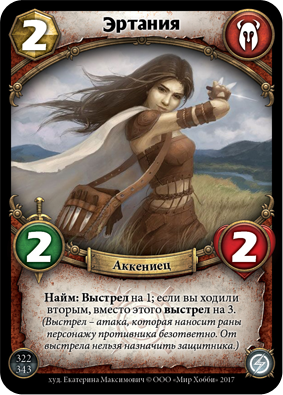 2
Эртания
2
2
Аккениец
Найм: Выстрел на 1; если вы ходили
вторым, вместо этого выстрел на 3.
(Выстрел – атака, которая наносит раны
персонажу противника безответно. От
выстрела нельзя назначить защитника.)
322
343
худ. Екатерина Максимович © ООО «Мир Хобби» 2017